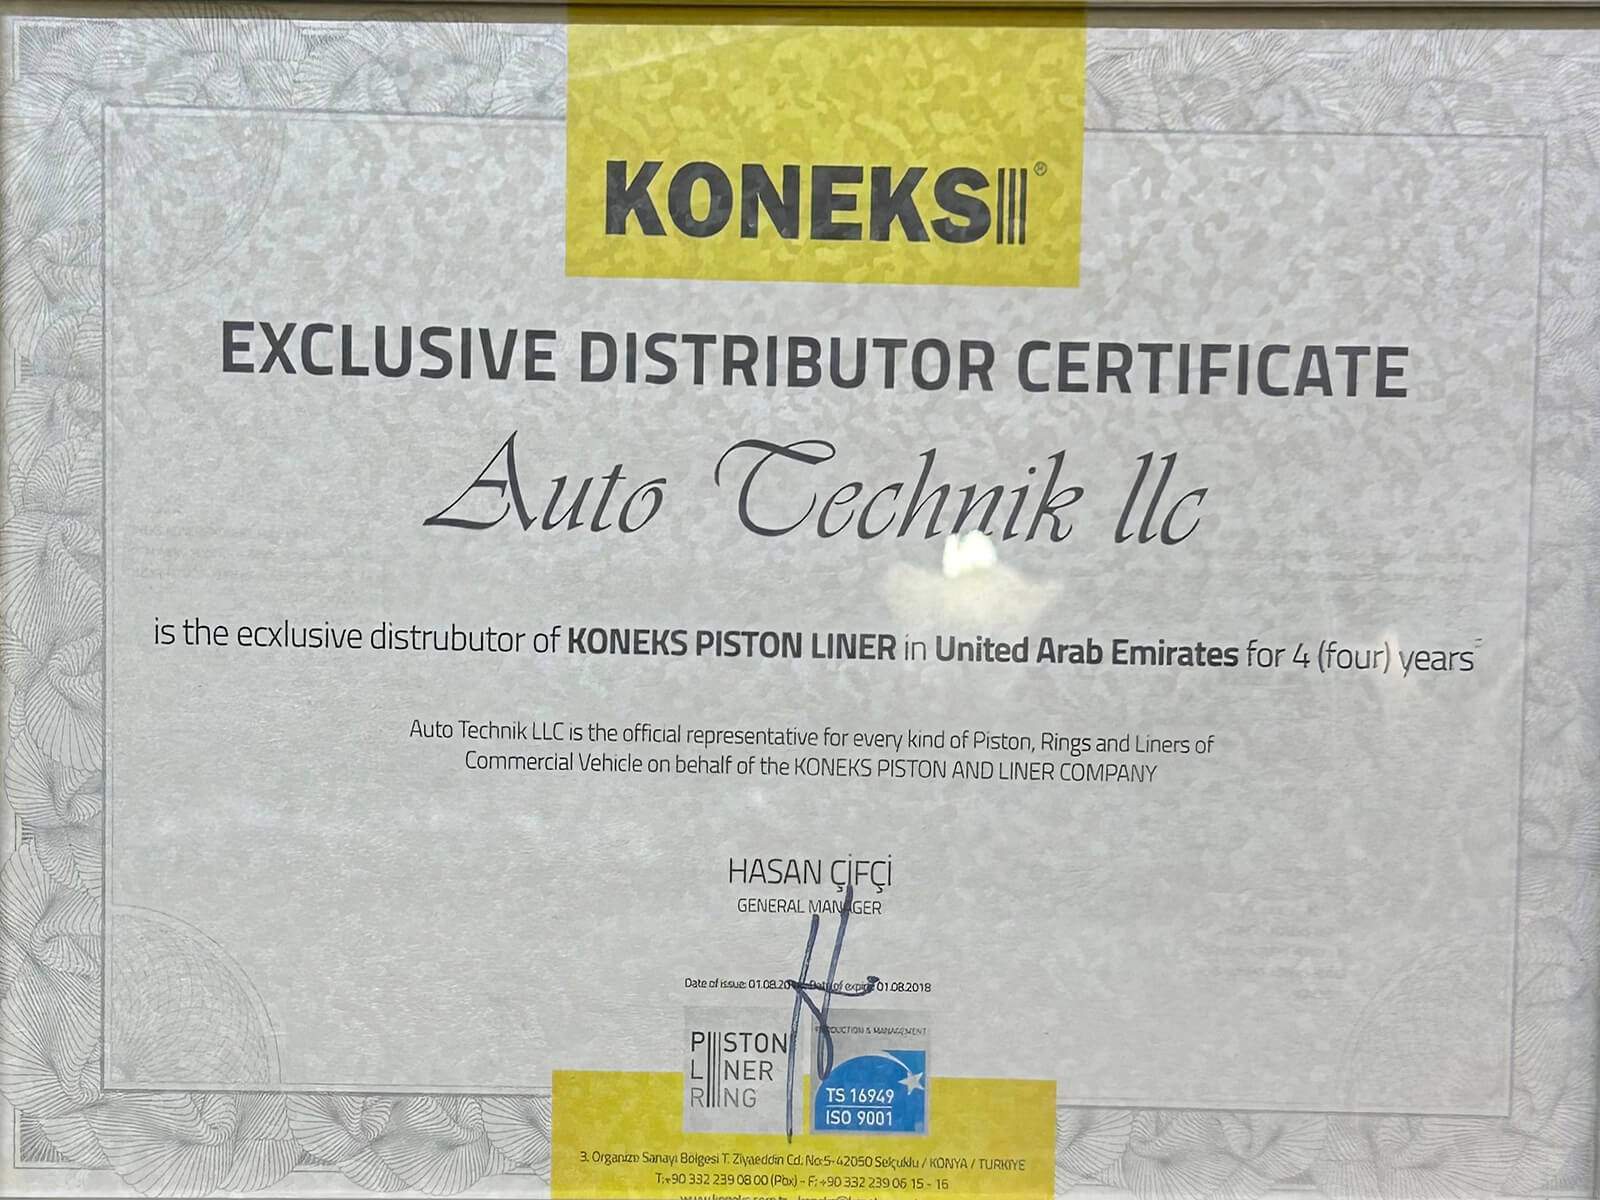 KONEKS®
EXCLUSIVE DISTRIBUTOR CERTIFICATE
Auto Technik llc
is the ecxlusive distrubutor of KONEKS PISTON LINER in United Arab Emirates for 4 (four) years
Auto Technik LLC is the official representative for every kind of Piston, Rings and Liners of
Commercial Vehicle on behalf of the KONEKS PISTON AND LINER COMPANY
HASAN ÇİFÇİ
GENERAL MANAGER
Date of issue: 01.08.20 Date of expire 01.08.2018
PISTON
LINER
RING
PRODUCTION & MANAGEMENT
TS 16949
ISO 9001
3. Organize Sanayi Bölgesi T. Ziyaeddin Cd. No:5-42050 Selçuklu / KONYA / TURKIYE
T:+90 332 239 08 00 (Pbx) - F: +90 332 239 06 15 - 16